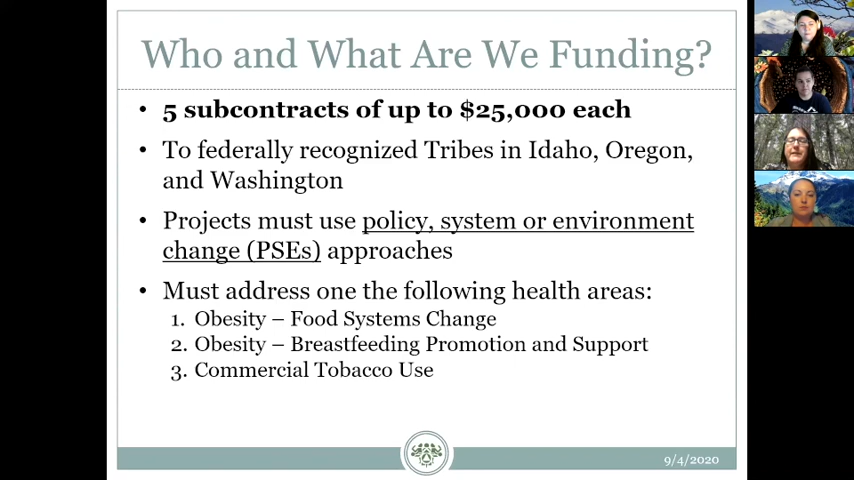 Who and What Are We Funding?
• 5 subcontracts of up to $25,000 each
• To federally recognized Tribes in Idaho, Oregon,
and Washington
• Projects must use policy, system or environment
change (PSEs) approaches
• Must address one the following health areas:
1. Obesity – Food Systems Change
2. Obesity – Breastfeeding Promotion and Support
3. Commercial Tobacco Use
9/4/2020